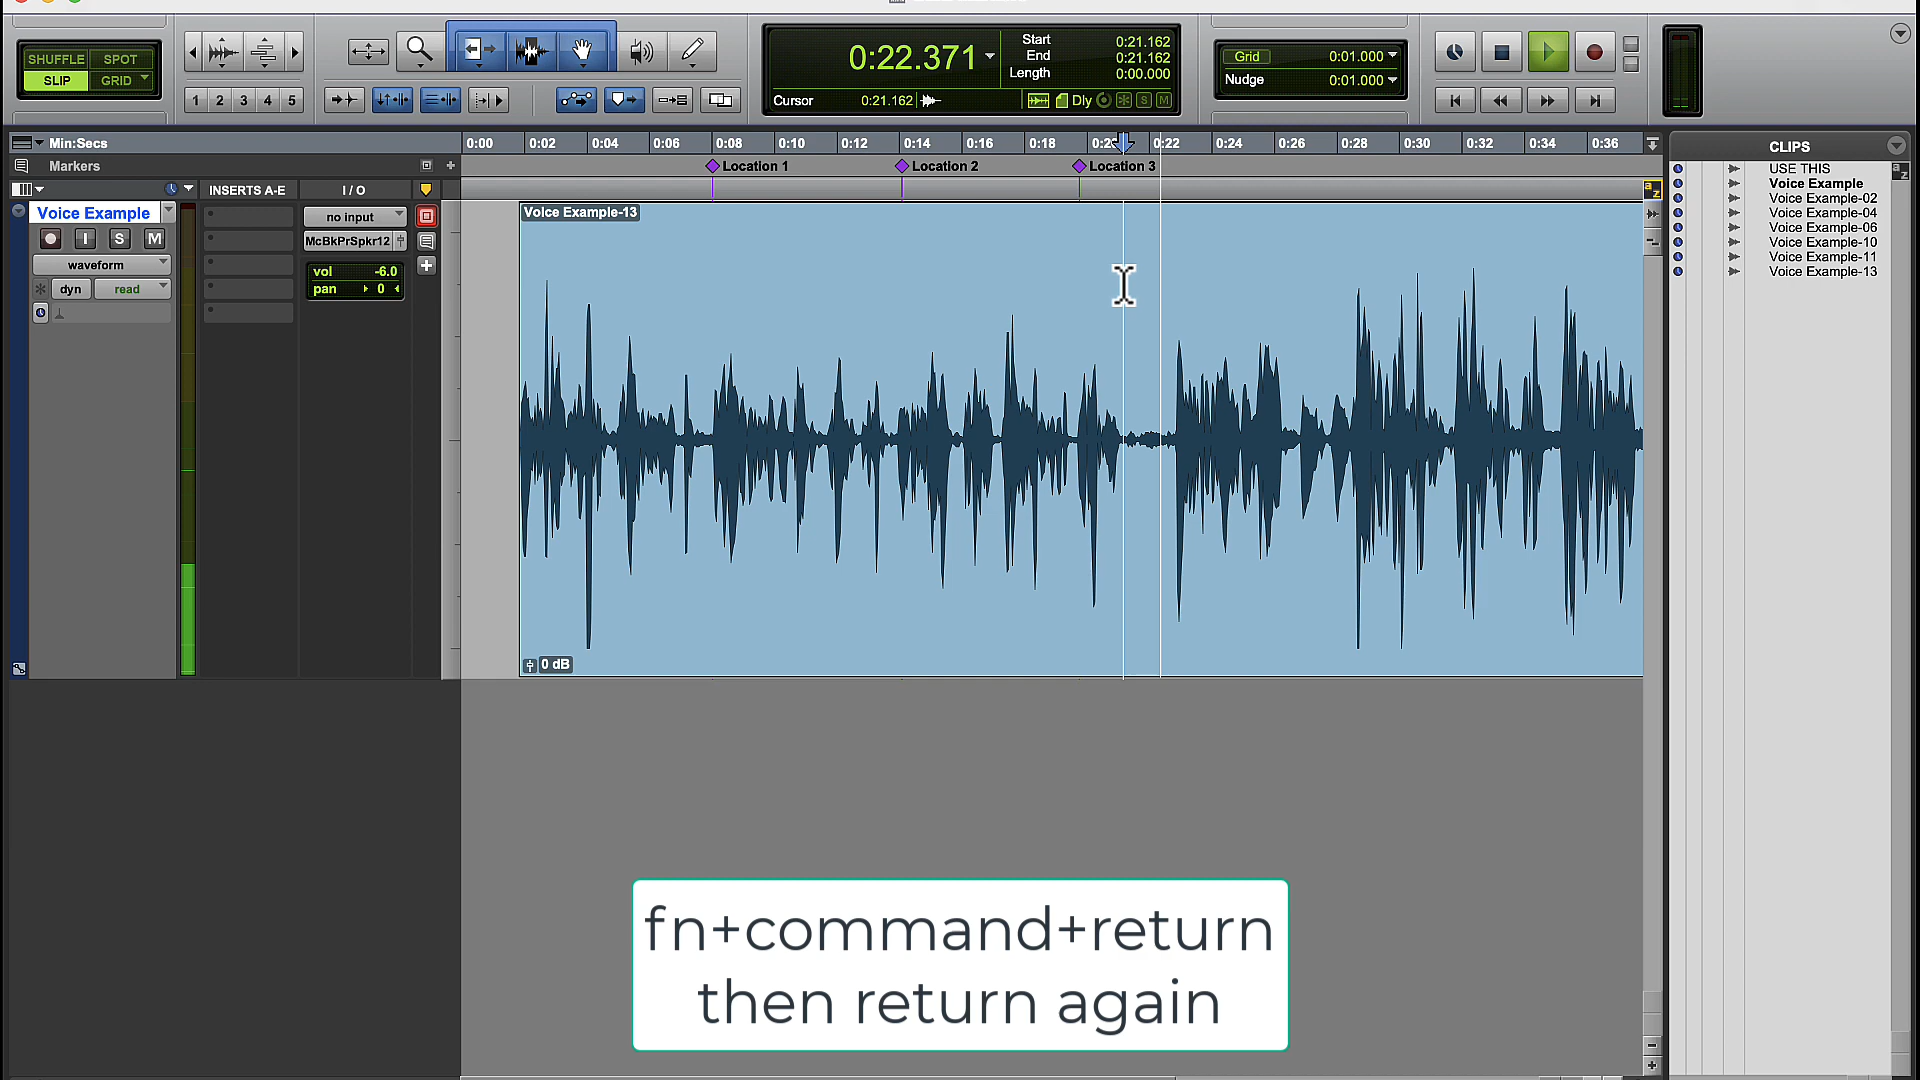 SHUFFLE SPOT
SLIP GRID
1 2 3 4 5
0:22.371
Start 0:21.162
End 0:21.162
Length 0:00.000
Cursor 0:21.162
Dly
S M
Grid 0:01.000
Nudge 0:01.000
Min:Secs
0:00 0:02 0:04 0:06 0:08 0:10 0:12 0:14 0:16 0:18 0:22 0:24 0:26 0:28 0:30 0:32 0:34 0:36
Markers
Location 1 Location 2 Location 3
INSERTS A-E I / O
Voice Example
I S M
waveform
dyn read
no input
McBkPrSpkr12
vol -6.0
pan 0
Voice Example-13
0 dB
CLIPS
a z
USE THIS
Voice Example
Voice Example-02
Voice Example-04
Voice Example-06
Voice Example-10
Voice Example-11
Voice Example-13
fn+command+return
then return again